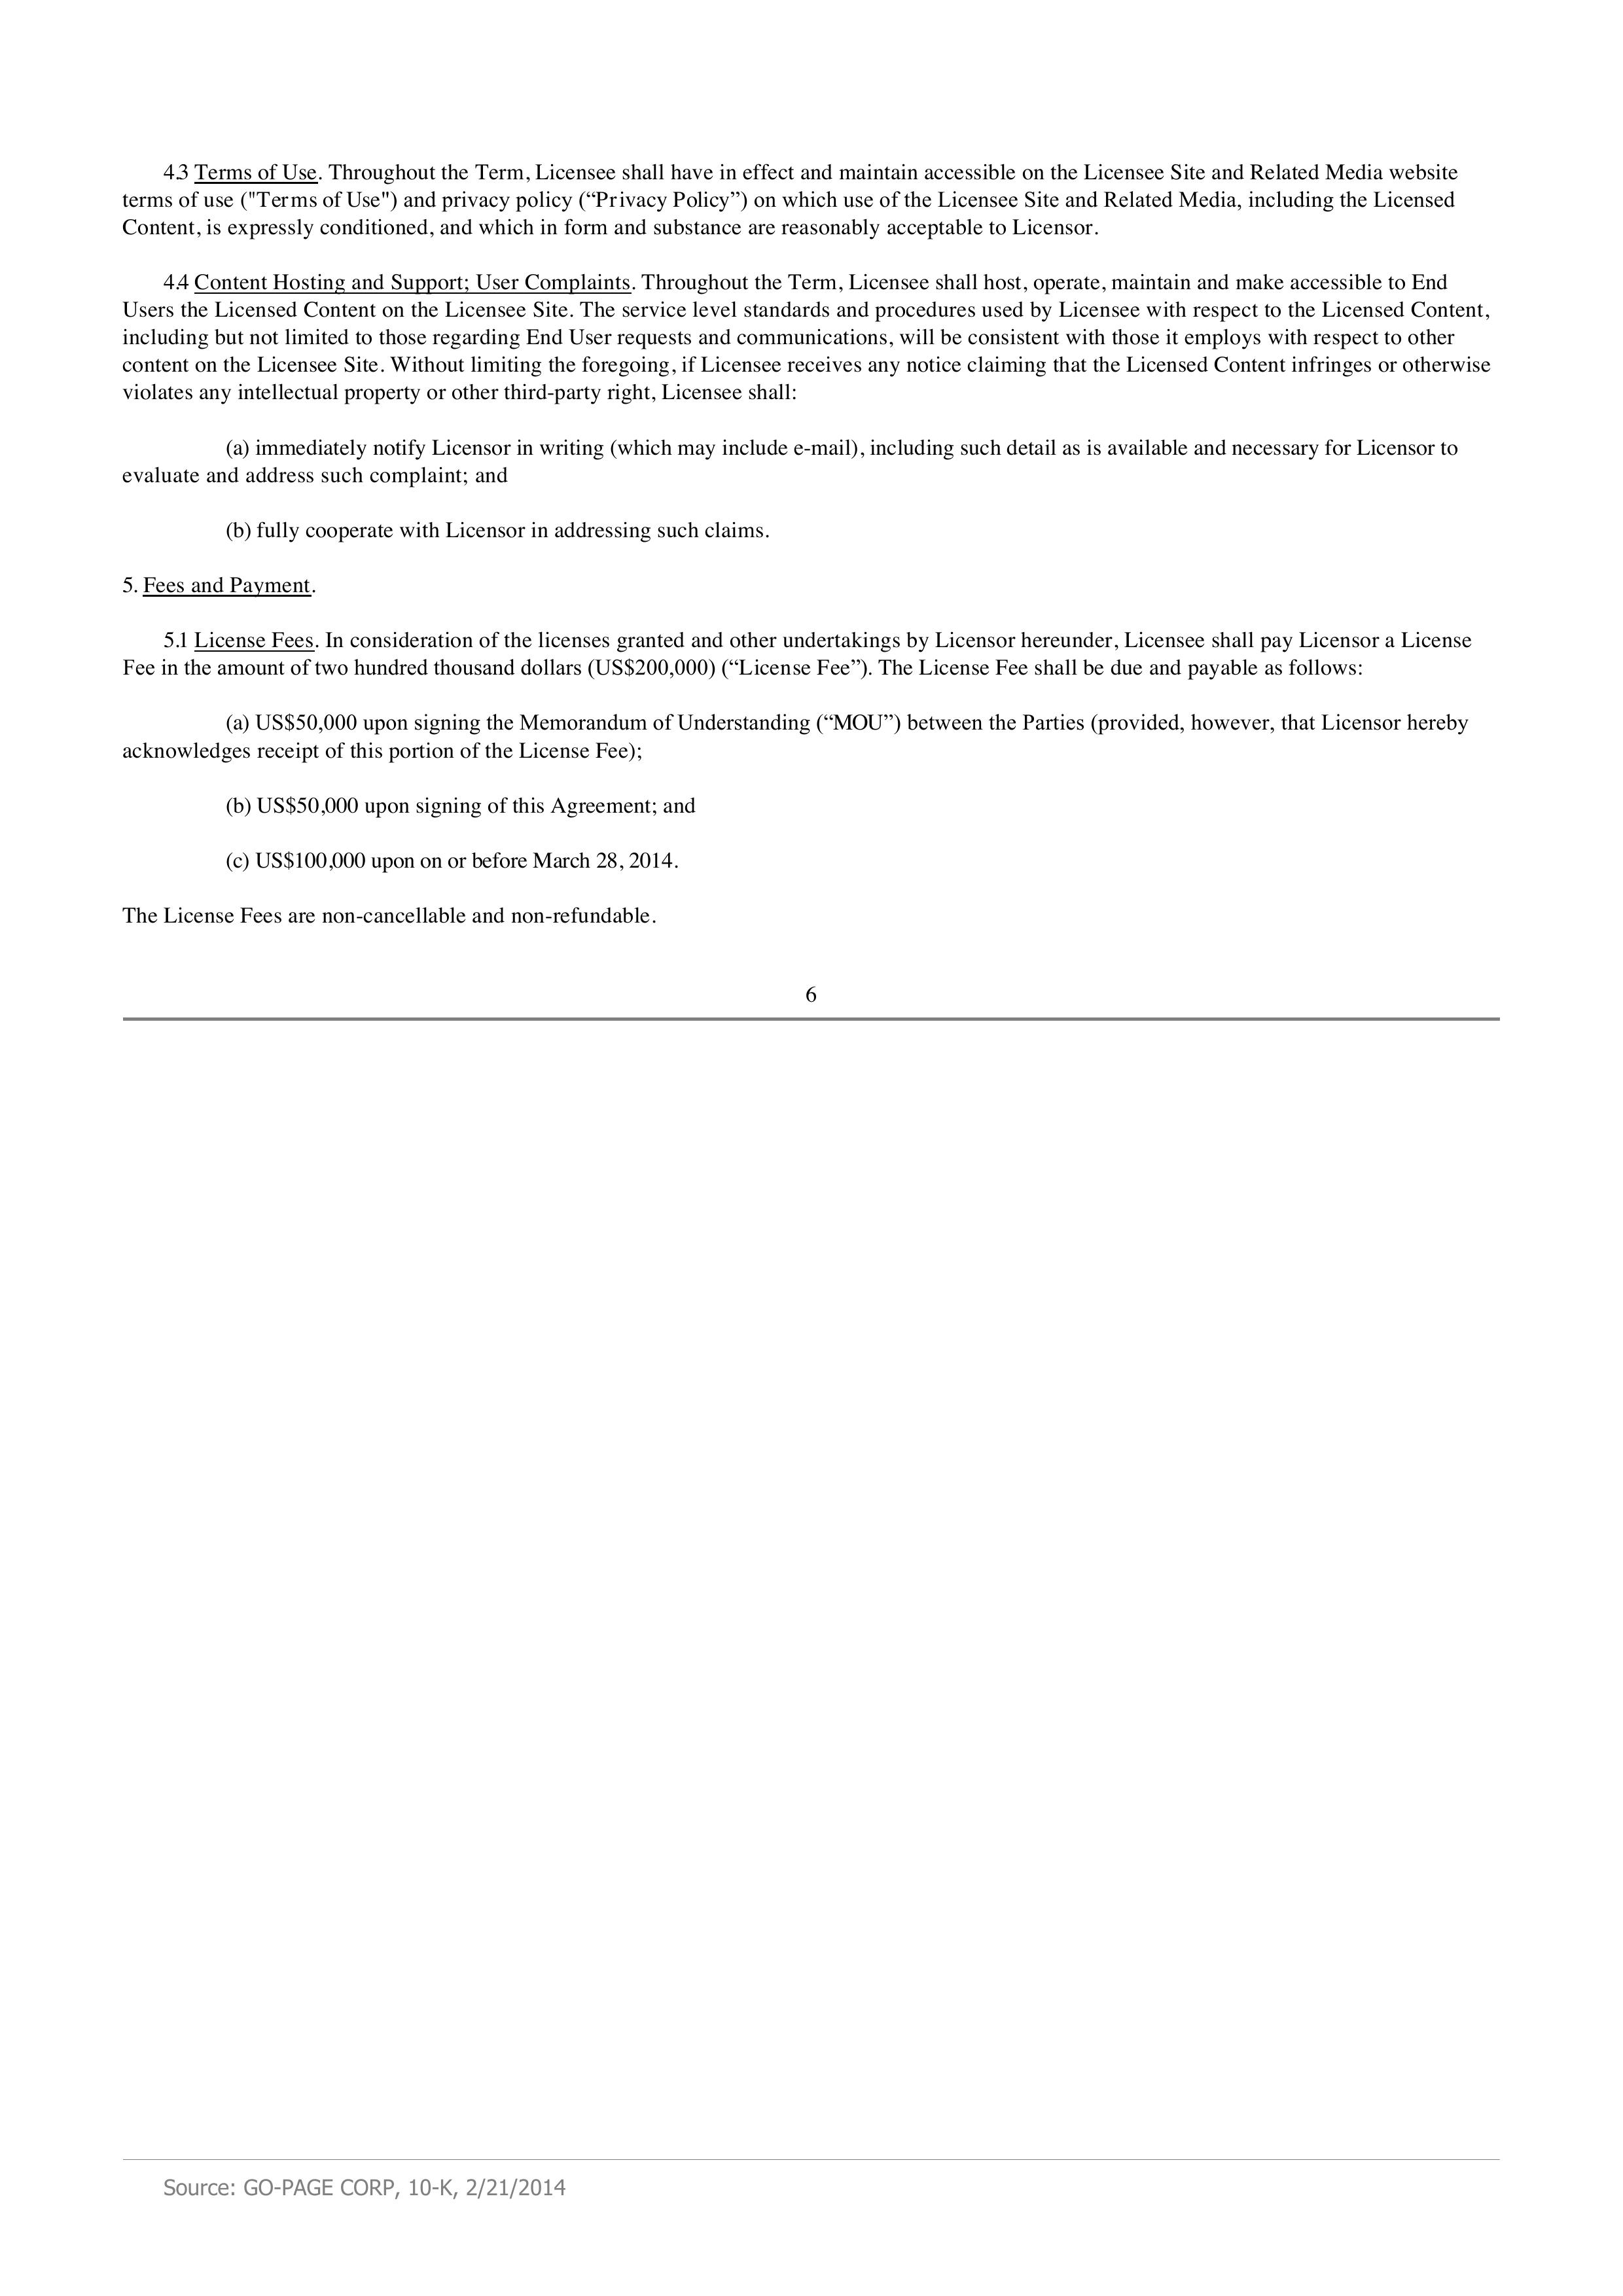 4.3 Terms of Use. Throughout the Term, Licensee shall have in effect and maintain accessible on the Licensee Site and Related Media website
terms of use ("Terms of Use") and privacy policy (“Privacy Policy”) on which use of the Licensee Site and Related Media, including the Licensed
Content, is expressly conditioned, and which in form and substance are reasonably acceptable to Licensor.
4.4 Content Hosting and Support; User Complaints. Throughout the Term, Licensee shall host, operate, maintain and make accessible to End
Users the Licensed Content on the Licensee Site. The service level standards and procedures used by Licensee with respect to the Licensed Content,
including but not limited to those regarding End User requests and communications, will be consistent with those it employs with respect to other
content on the Licensee Site. Without limiting the foregoing, if Licensee receives any notice claiming that the Licensed Content infringes or otherwise
violates any intellectual property or other third-party right, Licensee shall:
(a) immediately notify Licensor in writing (which may include e-mail), including such detail as is available and necessary for Licensor to
evaluate and address such complaint; and
(b) fully cooperate with Licensor in addressing such claims.
5. Fees and Payment.
5.1 License Fees. In consideration of the licenses granted and other undertakings by Licensor hereunder, Licensee shall pay Licensor a License
Fee in the amount of two hundred thousand dollars (US$200,000) (“License Fee”). The License Fee shall be due and payable as follows:
(a) US$50,000 upon signing the Memorandum of Understanding (“MOU”) between the Parties (provided, however, that Licensor hereby
acknowledges receipt of this portion of the License Fee);
(b) US$50,000 upon signing of this Agreement; and
(c) US$100,000 upon on or before March 28, 2014.
The License Fees are non-cancellable and non-refundable.
6
Source: GO-PAGE CORP, 10-K, 2/21/2014